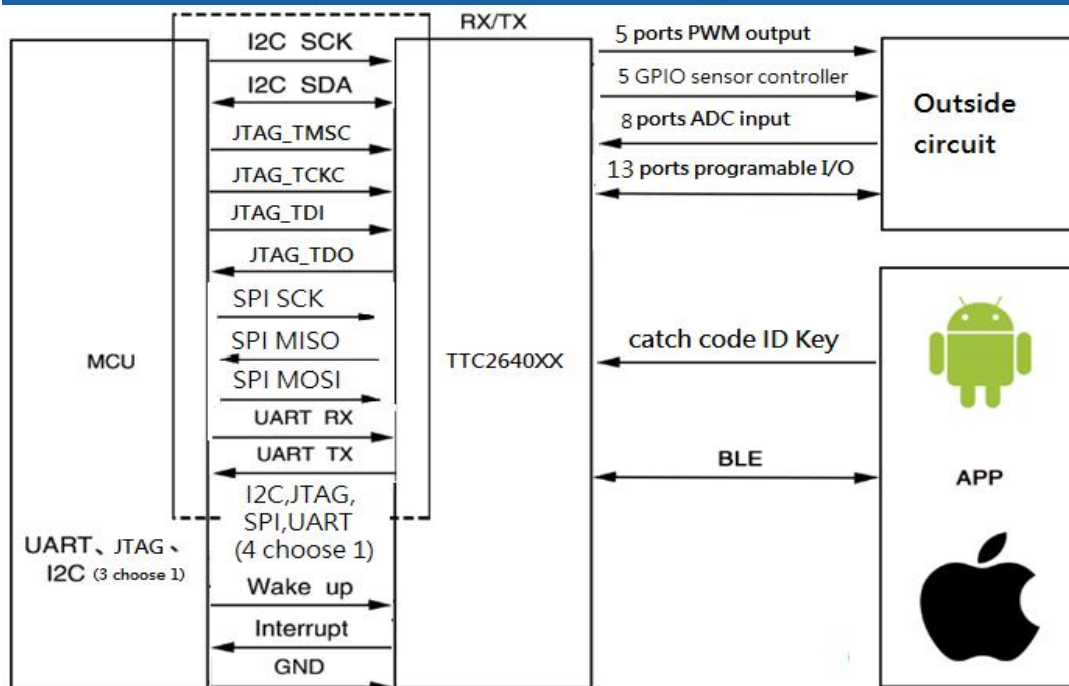 RX/TX
I2C SCK
I2C SDA
JTAG_TMSC
JTAG_TCKC
JTAG_TDI
JTAG_TDO
SPI SCK
SPI MISO
SPI MOSI
UART RX
UART TX
I2C,JTAG,
SPI,UART
(4 choose 1)
Wake up
Interrupt
GND
MCU
UART、JTAG、
I2C (3 choose 1)
TTC2640XX
5 ports PWM output
5 GPIO sensor controller
8 ports ADC input
13 ports programable I/O
Outside
circuit
catch code ID Key
BLE
APP